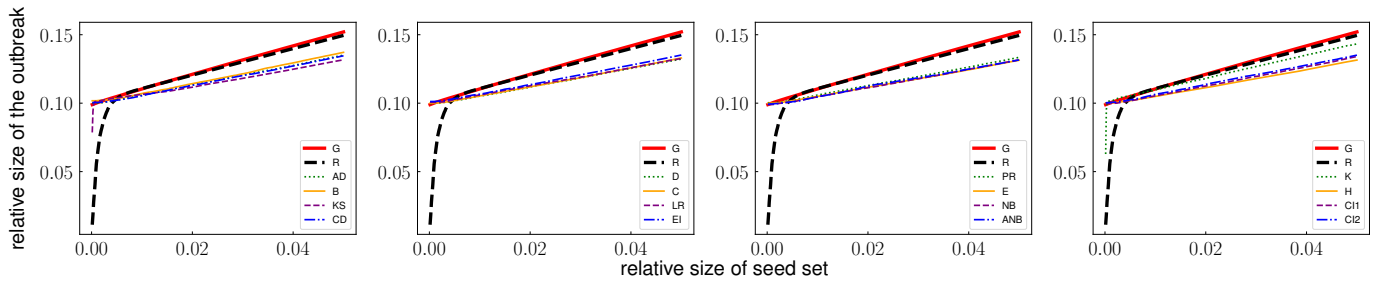 relative size of the outbreak
0.15
0.10
0.05
0.00
0.02
0.04
G
R
AD
B
KS
CD
0.15
0.10
0.05
0.00
0.02
0.04
G
R
D
C
LR
EI
0.15
0.10
0.05
0.00
0.02
0.04
G
R
PR
E
NB
ANB
0.15
0.10
0.05
0.00
0.02
0.04
G
R
K
H
CI1
CI2
relative size of seed set